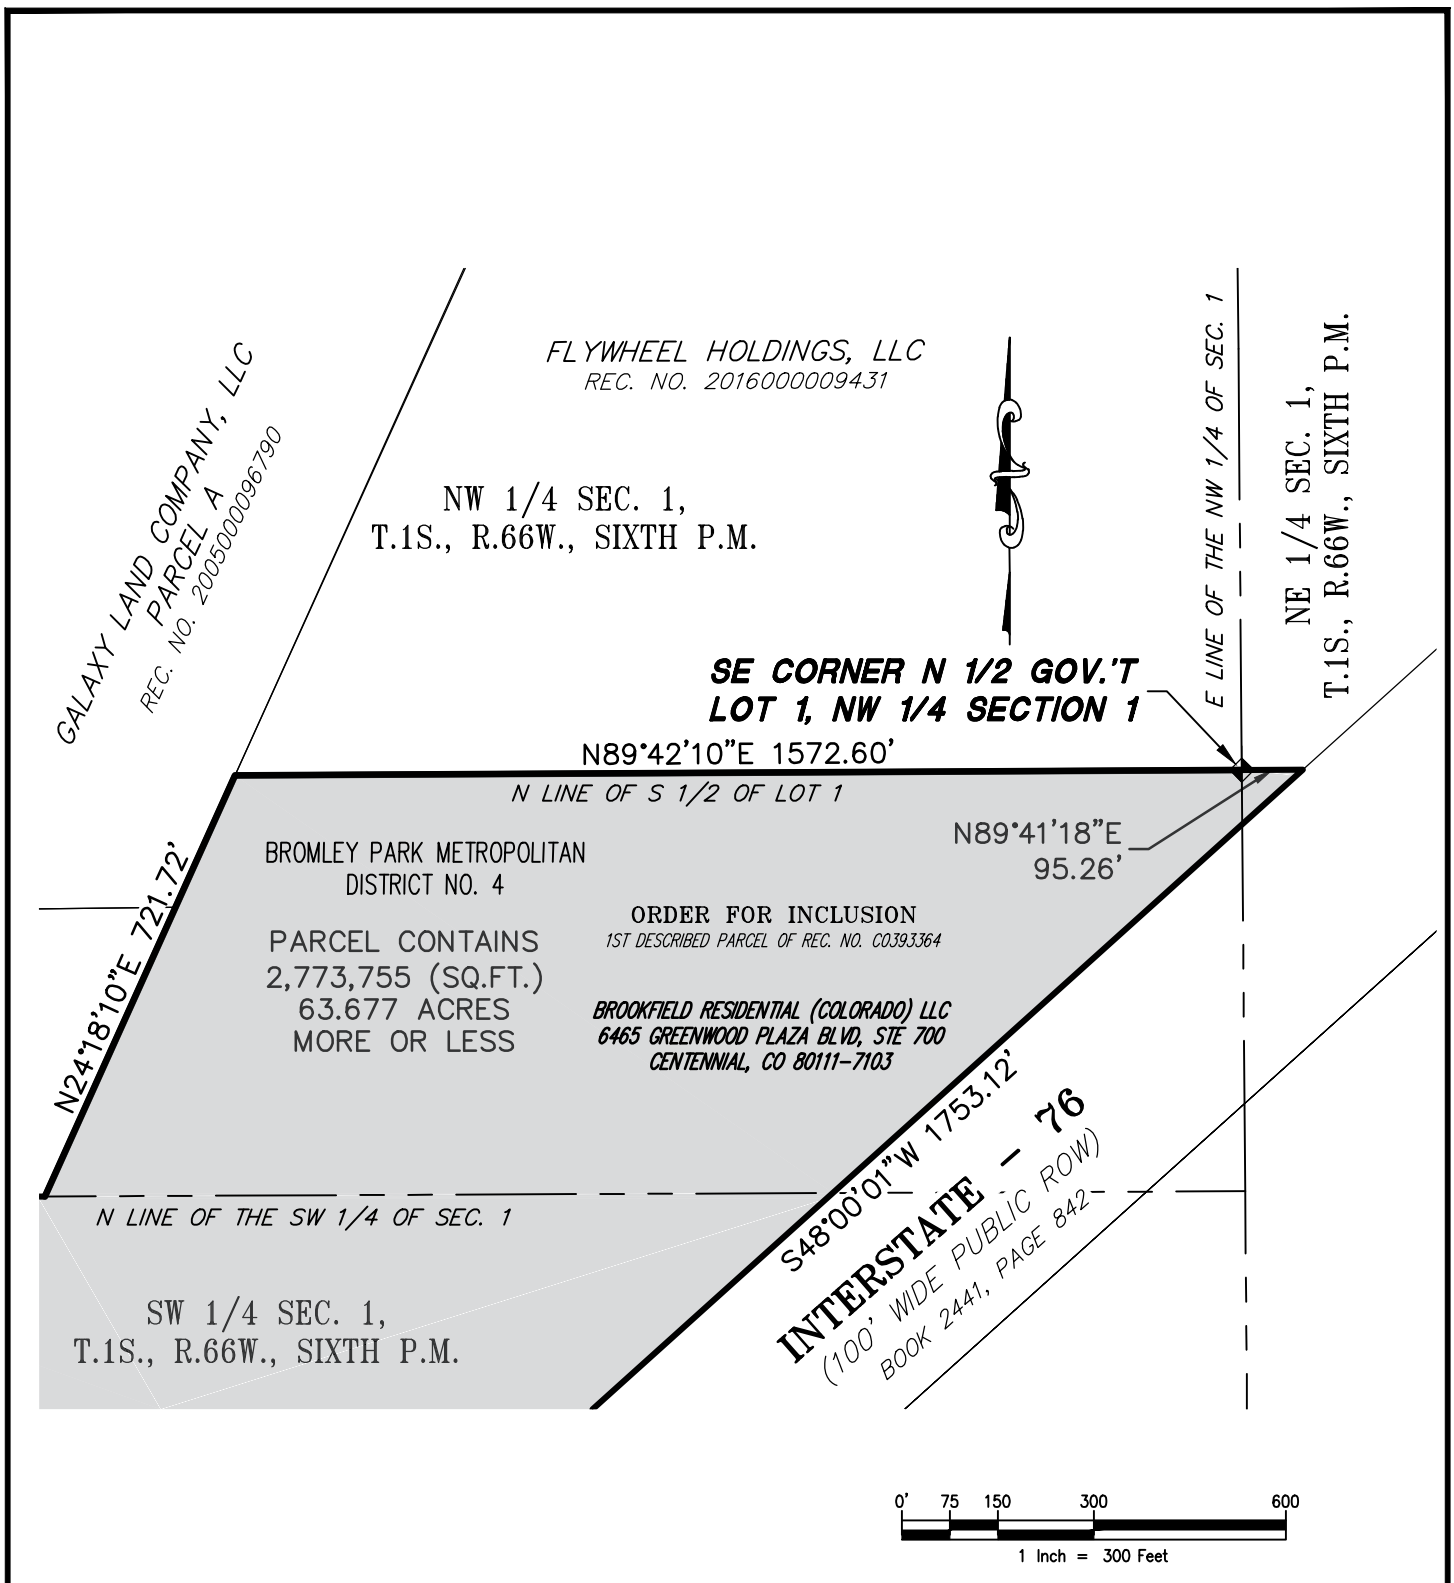 GALAXY LAND COMPANY, LLC
PARCEL A
REC. NO. 2005000096790
FLYWHEEL HOLDINGS, LLC
REC. NO. 2016000009431
NW 1/4 SEC. 1,
T.1S., R.66W., SIXTH P.M.
E LINE OF THE NW 1/4 OF SEC. 1
NE 1/4 SEC. 1,
T.1S., R.66W., SIXTH P.M.
SE CORNER N 1/2 GOV.'T
LOT 1, NW 1/4 SECTION 1
N89°42'10"E 1572.60'
N LINE OF S 1/2 OF LOT 1
N89°41'18"E
95.26'
N24°18'10"E 721.72'
BROMLEY PARK METROPOLITAN
DISTRICT NO. 4
PARCEL CONTAINS
2,773,755 (SQ.FT.)
63.677 ACRES
MORE OR LESS
ORDER FOR INCLUSION
1ST DESCRIBED PARCEL OF REC. NO. C0393364
BROOKFIELD RESIDENTIAL (COLORADO) LLC
6465 GREENWOOD PLAZA BLVD, STE 700
CENTENNIAL, CO 80111-7103
S48°00'01"W 1753.12'
INTERSTATE - 76
(100' WIDE PUBLIC ROW)
BOOK 2441, PAGE 842
N LINE OF THE SW 1/4 OF SEC. 1
SW 1/4 SEC. 1,
T.1S., R.66W., SIXTH P.M.
0' 75 150 300 600
1 Inch = 300 Feet